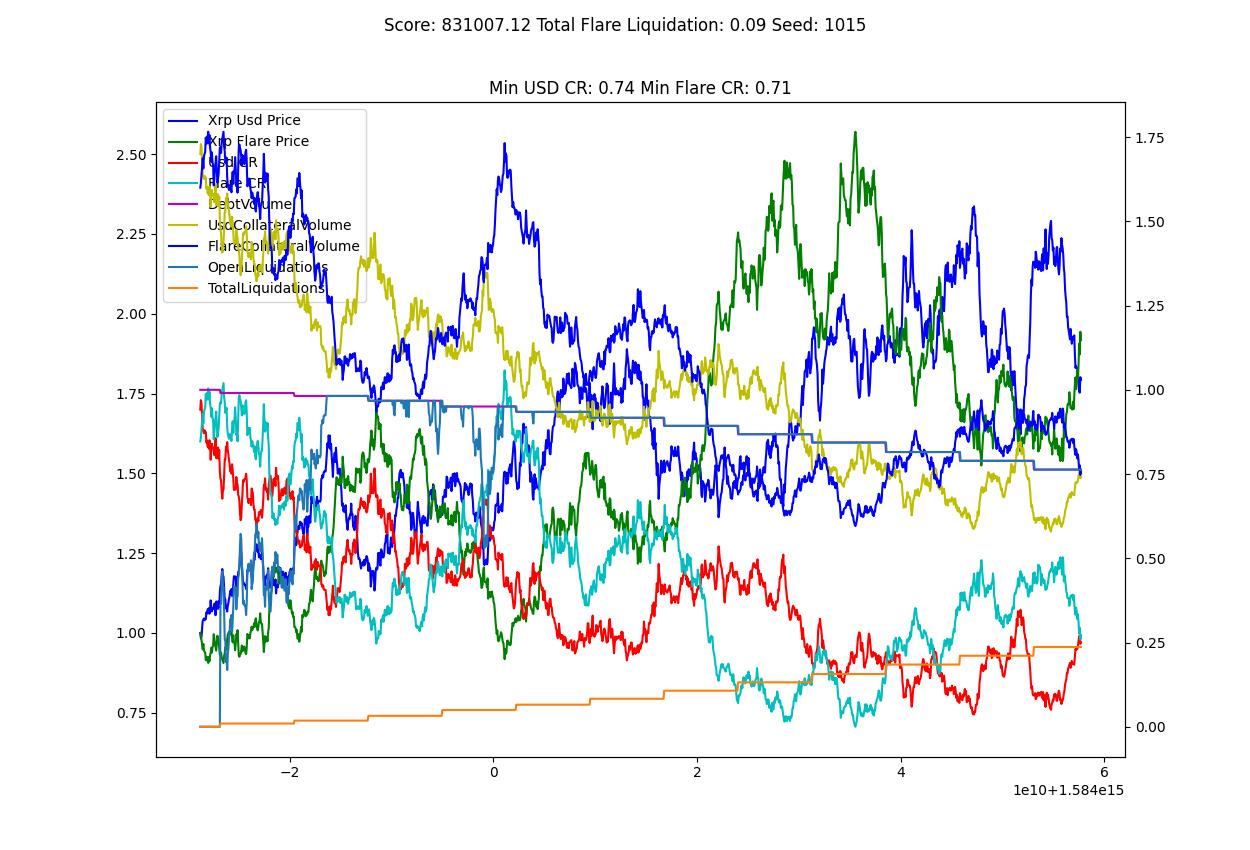 Score: 831007.12 Total Flare Liquidation: 0.09 Seed: 1015
Min USD CR: 0.74 Min Flare CR: 0.71
Xrp Usd Price
Xrp Flare Price
Usd CR
Flare CR
DebtVolume
UsdCollateralVolume
FlareCollateralVolume
OpenLiquidations
TotalLiquidations
2.50
2.25
2.00
1.75
1.50
1.25
1.00
0.75
1.75
1.50
1.25
1.00
0.75
0.50
0.25
0.00
−2 0 2 4 6
1e10+1.584e15